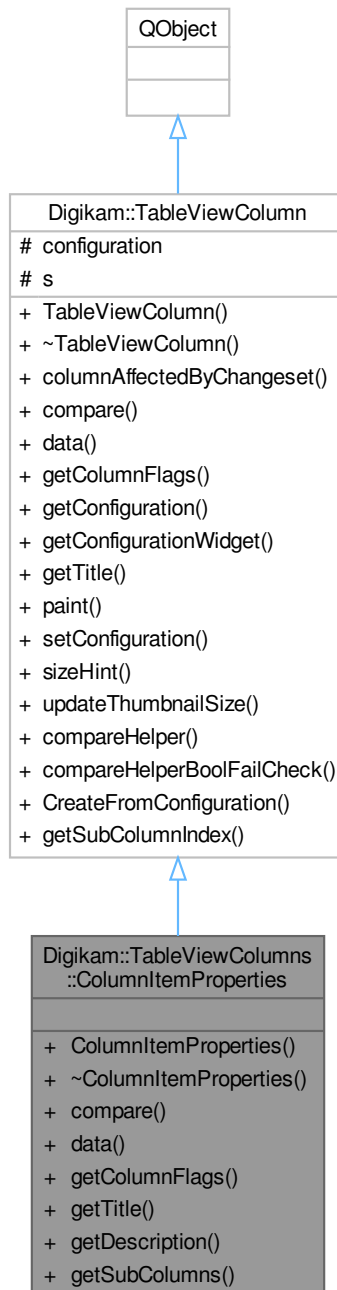 QObject
Digikam::TableViewColumn
# configuration
# s
+ TableViewColumn()
+ ~TableViewColumn()
+ columnAffectedByChangeset()
+ compare()
+ data()
+ getColumnFlags()
+ getConfiguration()
+ getConfigurationWidget()
+ getTitle()
+ paint()
+ setConfiguration()
+ sizeHint()
+ updateThumbnailSize()
+ compareHelper()
+ compareHelperBoolFailCheck()
+ CreateFromConfiguration()
+ getSubColumnIndex()
Digikam::TableViewColumns
::ColumnItemProperties
+ ColumnItemProperties()
+ ~ColumnItemProperties()
+ compare()
+ data()
+ getColumnFlags()
+ getTitle()
+ getDescription()
+ getSubColumns()